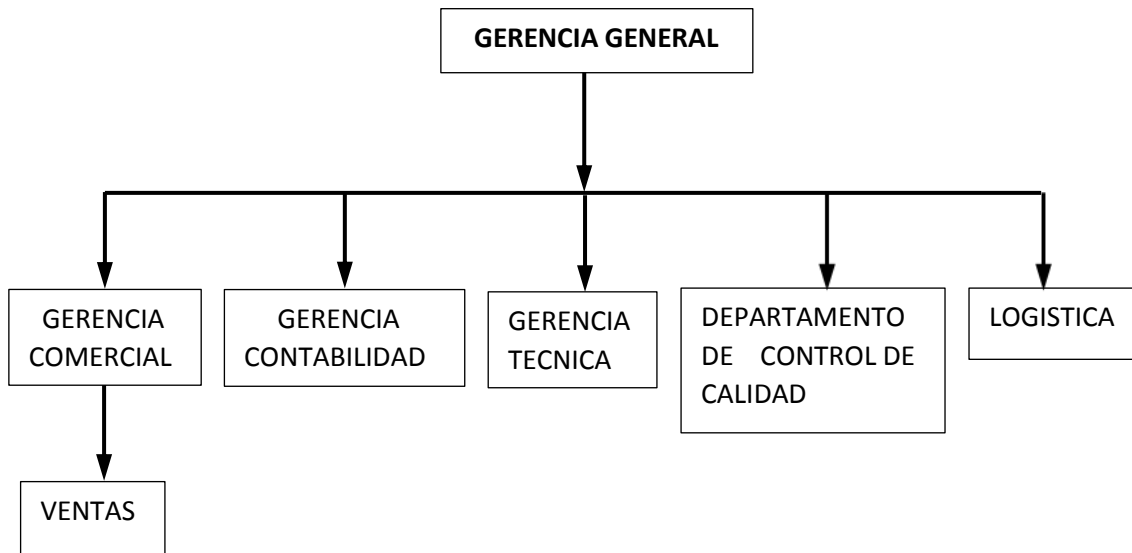 GERENCIA GENERAL
GERENCIA
COMERCIAL
GERENCIA
CONTABILIDAD
GERENCIA
TECNICA
DEPARTAMENTO
DE CONTROL DE
CALIDAD
LOGISTICA
VENTAS